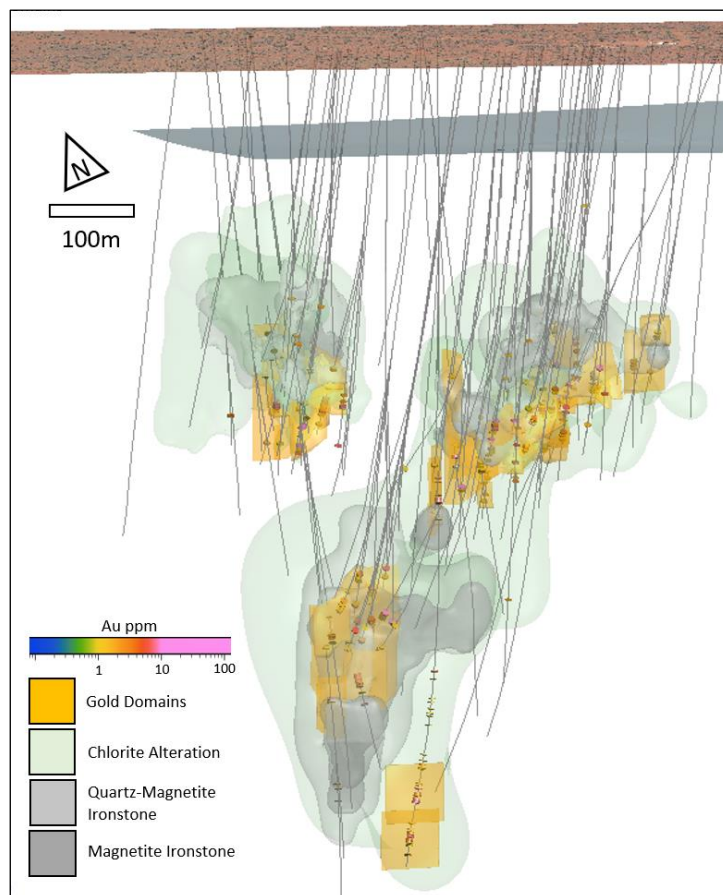 N
100m
Au ppm
1
10
100
Gold Domains
Chlorite Alteration
Quartz-Magnetite
Ironstone
Magnetite Ironstone